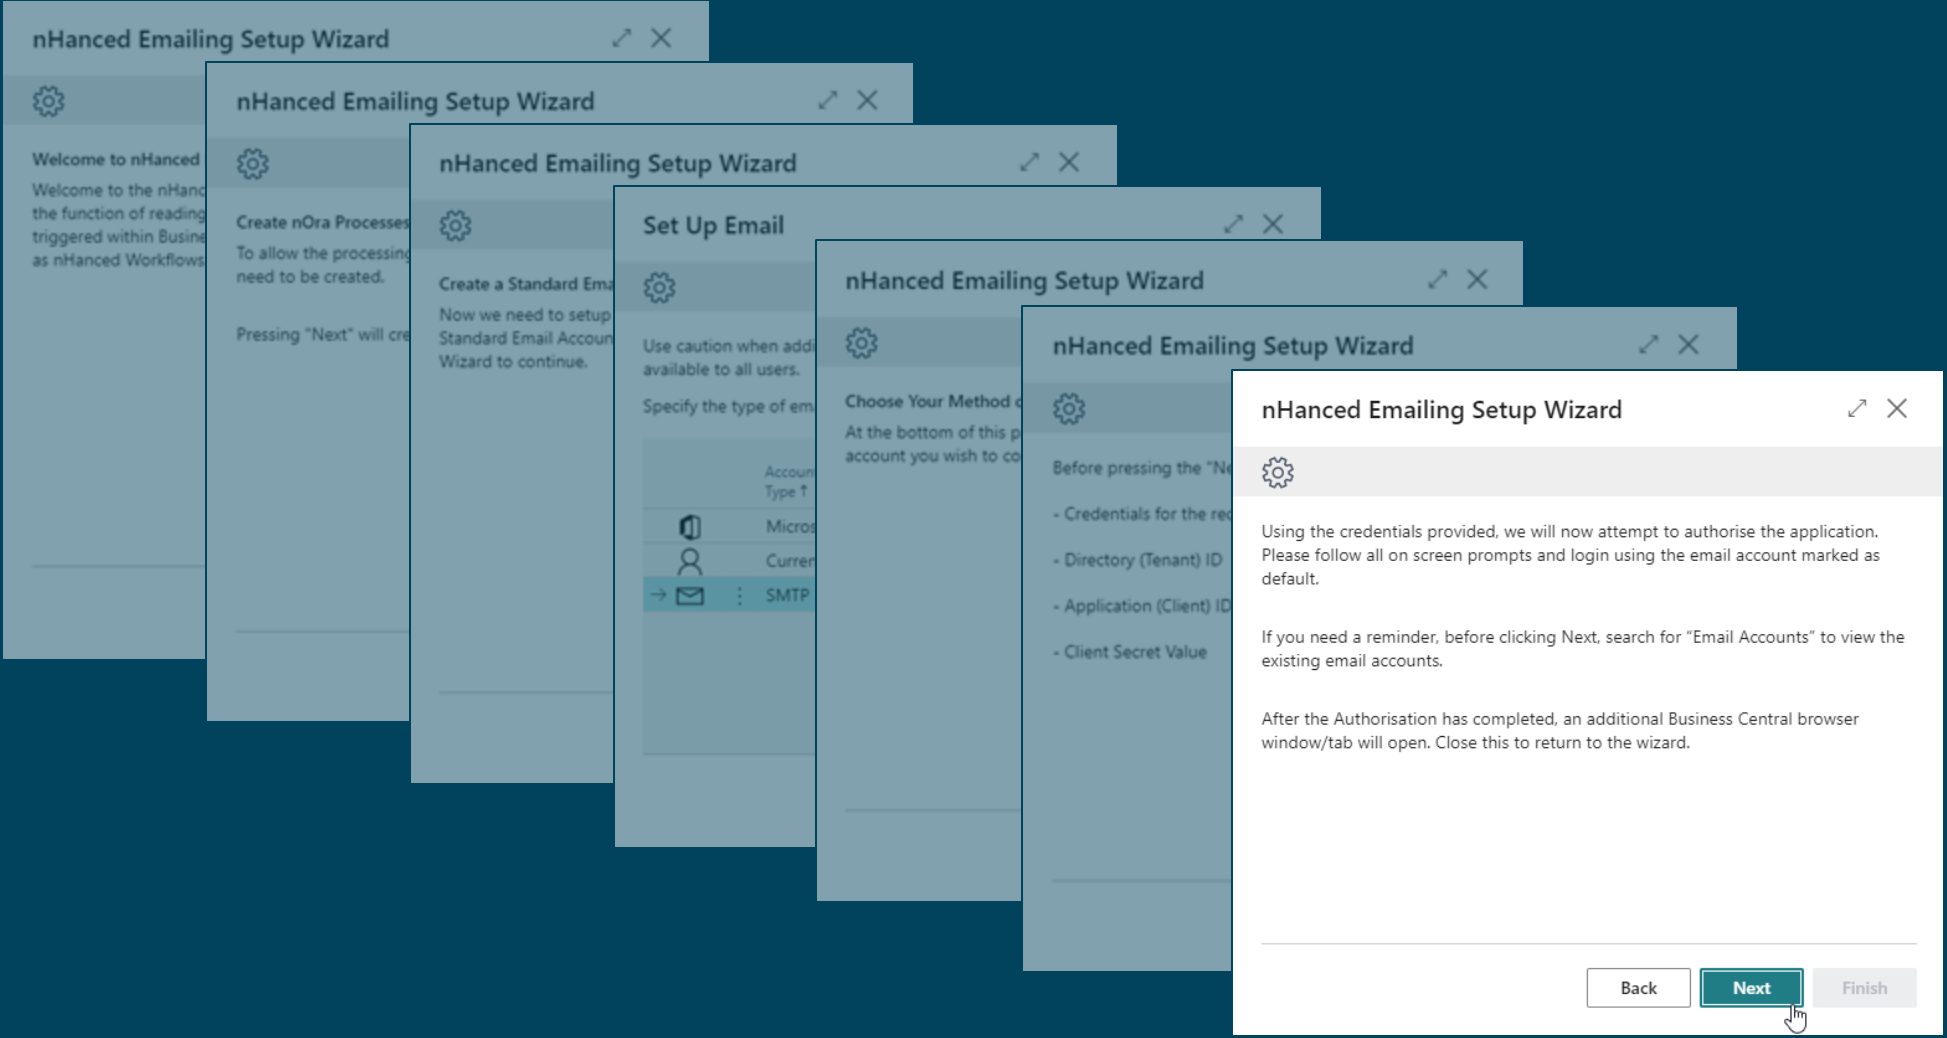 nHanced Emailing Setup Wizard
Welcome to nHanced
Welcome to the nHanc
the function of reading
triggered within Busine
as nHanced Workflows
nHanced Emailing Setup Wizard
Create nOra Processes
To allow the processing
need to be created.
Pressing "Next" will cre
nHanced Emailing Setup Wizard
Create a Standard Ema
Now we need to setup
Standard Email Accoun
Wizard to continue.
Set Up Email
Use caution when addi
available to all users.
Specify the type of em
Accoun
Type ↑
Micros
Curren
SMTP
nHanced Emailing Setup Wizard
Choose Your Method o
At the bottom of this p
account you wish to co
nHanced Emailing Setup Wizard
Before pressing the "Ne
- Credentials for the rec
- Directory (Tenant) ID
- Application (Client) ID
- Client Secret Value
nHanced Emailing Setup Wizard
Using the credentials provided, we will now attempt to authorise the application.
Please follow all on screen prompts and login using the email account marked as
default.
If you need a reminder, before clicking Next, search for “Email Accounts” to view the
existing email accounts.
After the Authorisation has completed, an additional Business Central browser
window/tab will open. Close this to return to the wizard.
Back Next Finish